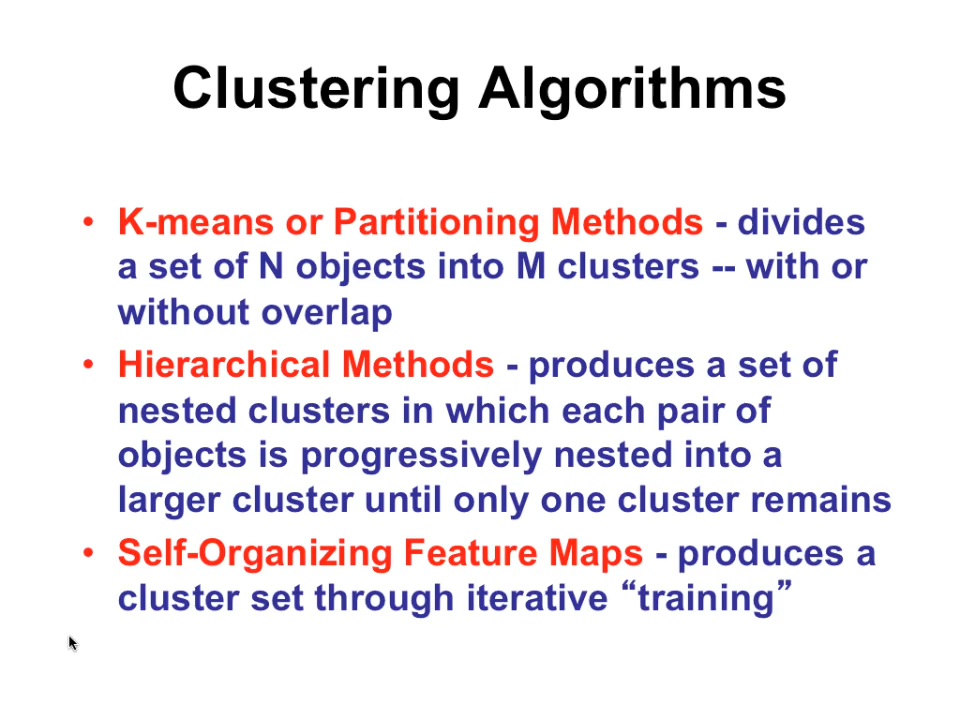 Clustering Algorithms
• K-means or Partitioning Methods - divides
a set of N objects into M clusters -- with or
without overlap
• Hierarchical Methods - produces a set of
nested clusters in which each pair of
objects is progressively nested into a
larger cluster until only one cluster remains
• Self-Organizing Feature Maps - produces a
cluster set through iterative “training”